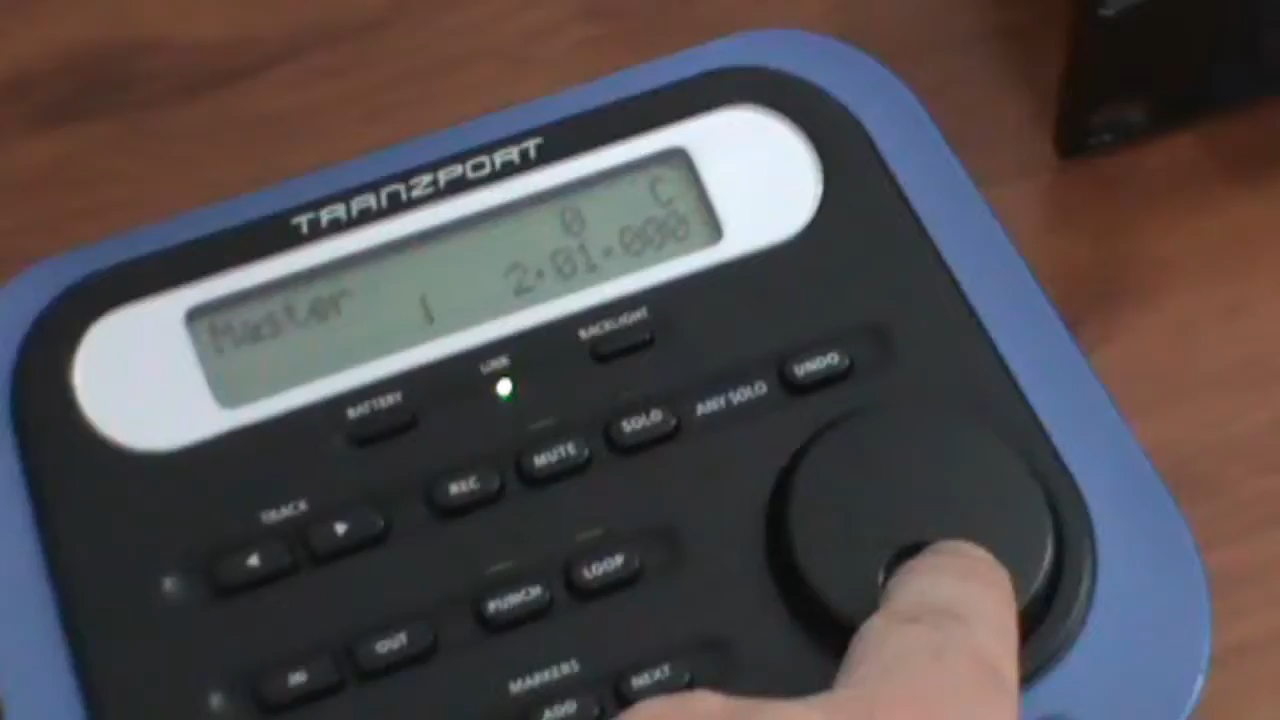 TRANZPORT
0 C
Master 1 2.01.000
BATTERY
LINK
BACKLIGHT
TRACK
REC
MUTE
SOLO
ANY SOLO
UNDO
IN
OUT
PUNCH
LOOP
MARKERS
ADD
NEXT